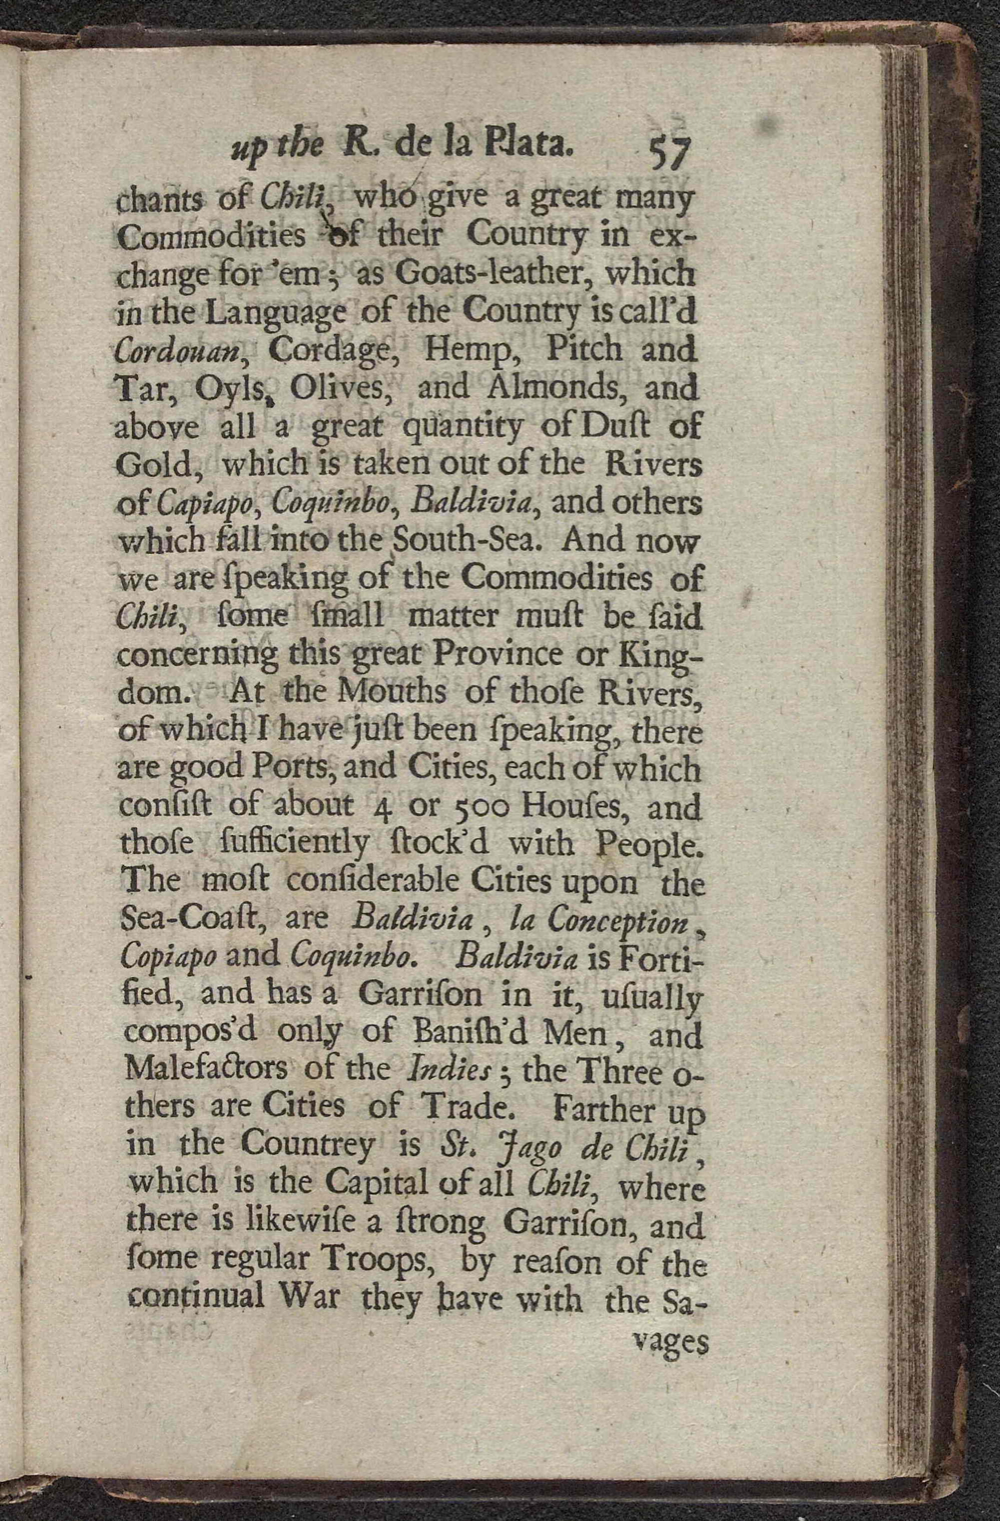 up the R. de la Plata. 57
chants of Chili, who give a great many
Commodities of their Country in ex-
change for 'em; as Goats-leather, which
in the Language of the Country is call'd
Cordouan, Cordage, Hemp, Pitch and
Tar, Oyls, Olives, and Almonds, and
above all a great quantity of Duſt of
Gold, which is taken out of the Rivers
of Capiapo, Coquinbo, Baldivia, and others
which fall into the South-Sea. And now
we are ſpeaking of the Commodities of
Chili, ſome ſmall matter muſt be ſaid
concerning this great Province or King-
dom. At the Mouths of thoſe Rivers,
of which I have juſt been ſpeaking, there
are good Ports, and Cities, each of which
conſiſt of about 4 or 500 Houſes, and
thoſe ſufficiently ſtock'd with People.
The moſt conſiderable Cities upon the
Sea-Coaſt, are Baldivia, la Conception,
Copiapo and Coquinbo. Baldivia is Forti-
fied, and has a Garriſon in it, uſually
compos'd only of Baniſh'd Men, and
Malefactors of the Indies; the Three o-
thers are Cities of Trade. Farther up
in the Countrey is St. Jago de Chili,
which is the Capital of all Chili, where
there is likewiſe a ſtrong Garriſon, and
ſome regular Troops, by reaſon of the
continual War they have with the Sa-
vages